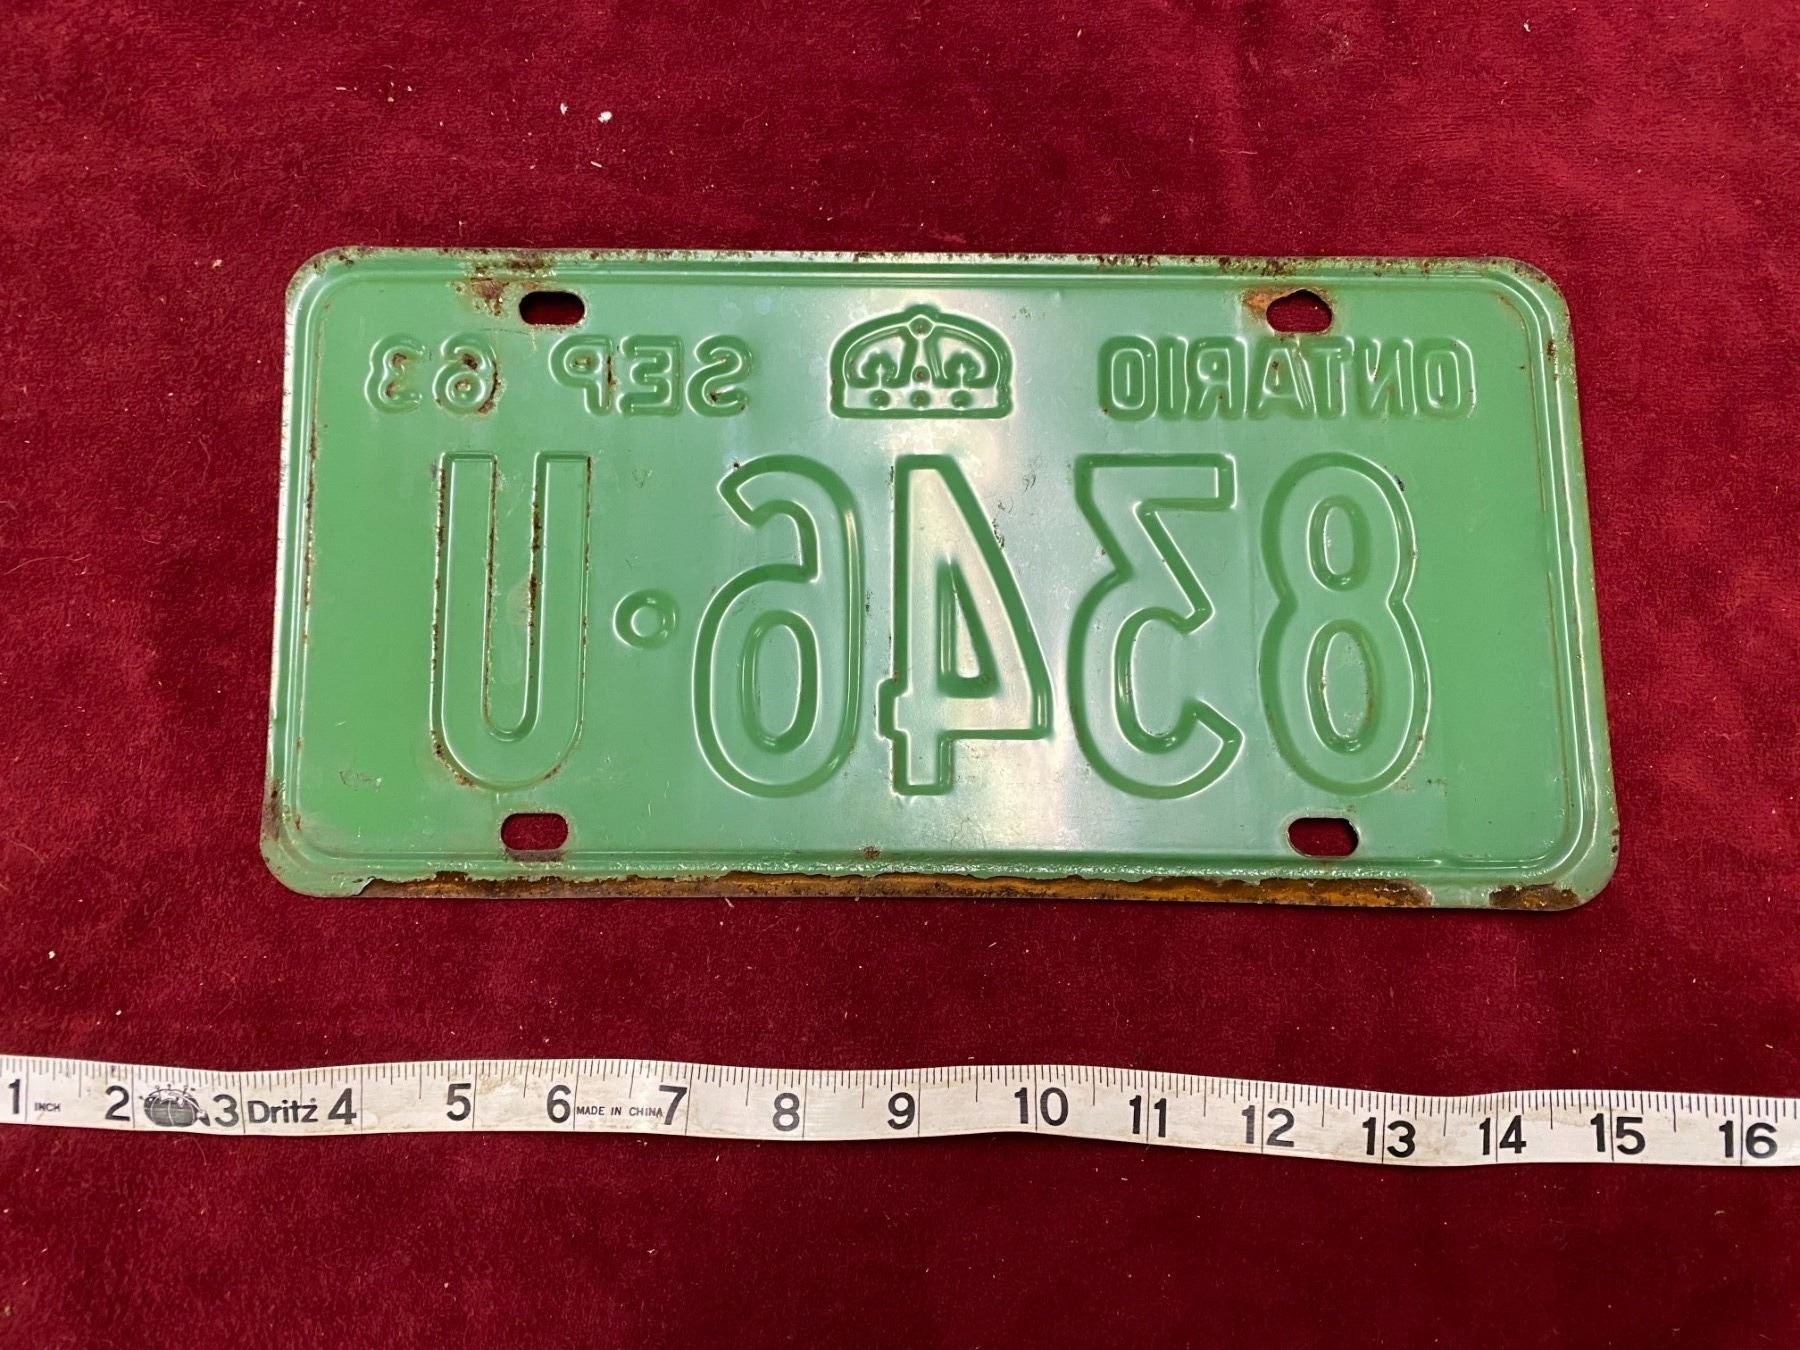 ONTARIO SEP 63
8346·U
1 INCH 2 3 Dritz 4 5 6 MADE IN CHINA 7 8 9 10 11 12 13 14 15 16